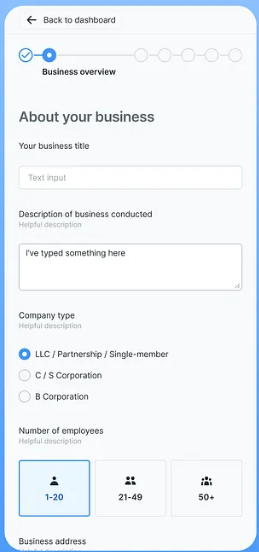 Back to dashboard
Business overview
About your business
Your business title
Text input
Description of business conducted
Helpful description
I've typed something here
Company type
Helpful description
LLC / Partnership / Single-member
C / S Corporation
B Corporation
Number of employees
Helpful description
1-20
21-49
50+
Business address
Helpful description